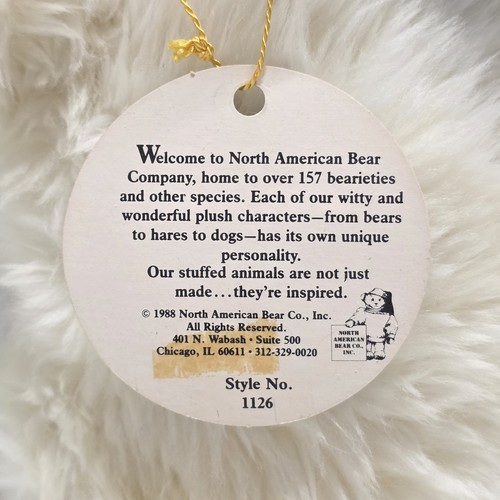 Welcome to North American Bear
Company, home to over 157 bearieties
and other species. Each of our witty and
wonderful plush characters—from bears
to hares to dogs—has its own unique
personality.
Our stuffed animals are not just
made...they're inspired.
© 1988 North American Bear Co., Inc.
All Rights Reserved.
401 N. Wabash • Suite 500
Chicago, IL 60611 • 312-329-0020
NORTH
AMERICAN
BEAR CO.,
INC.
Style No.
1126